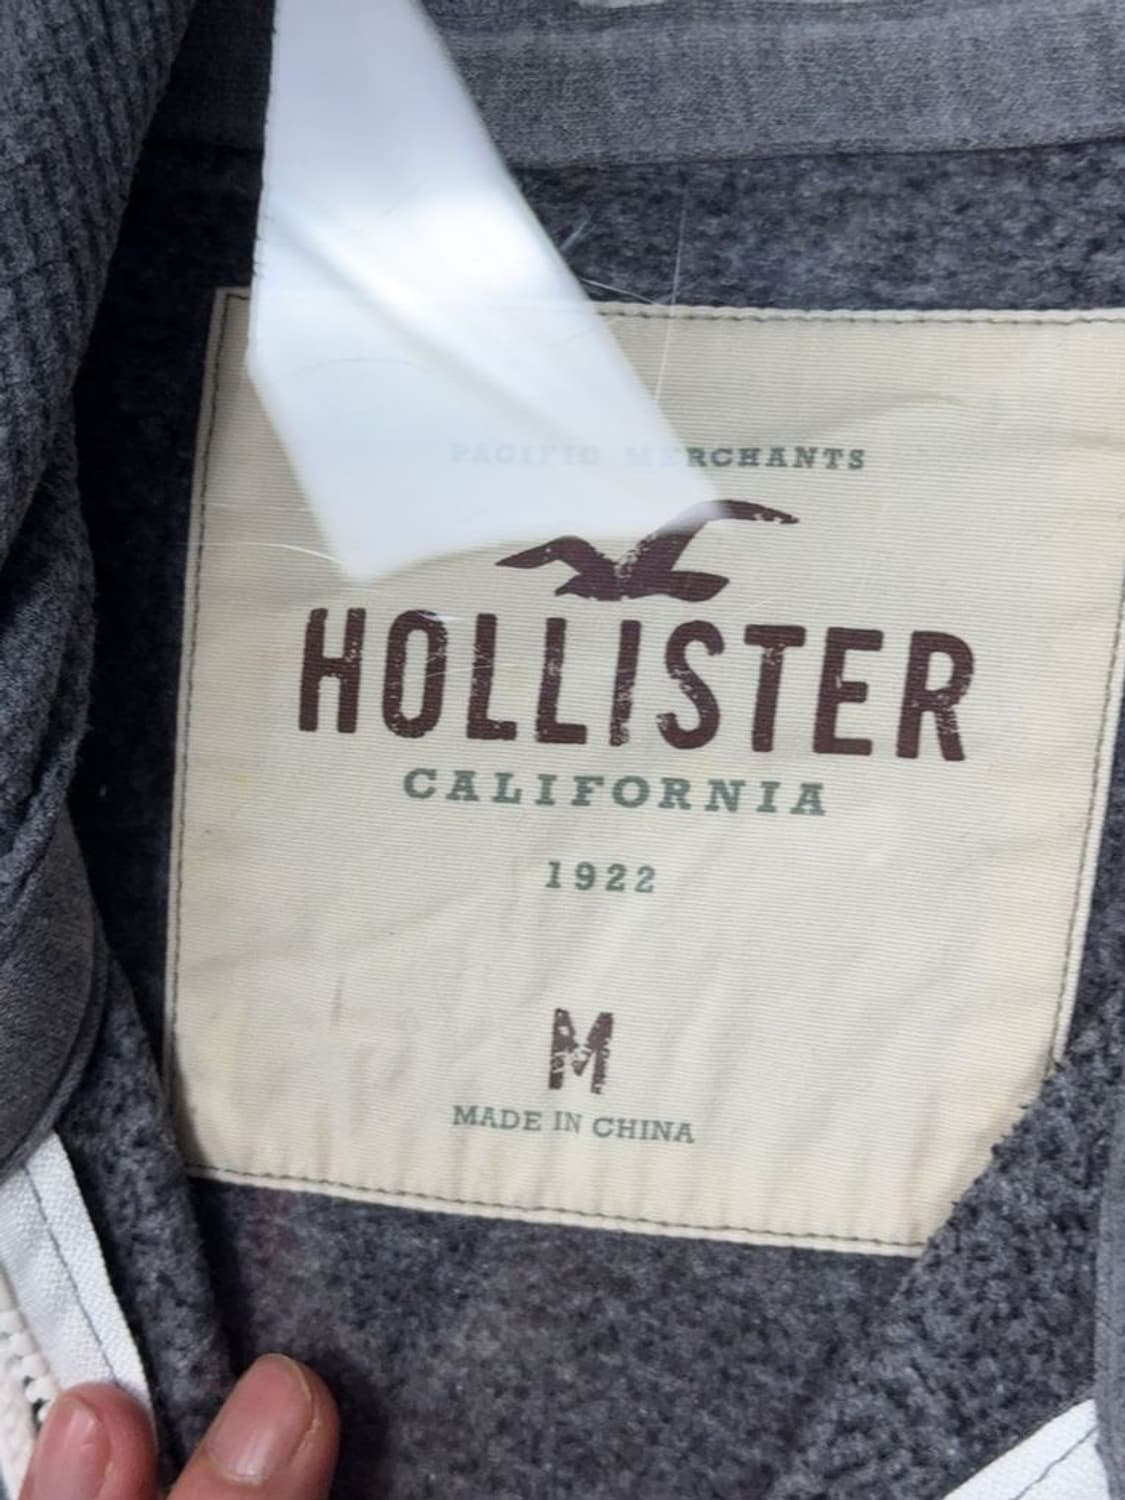 PACIFIC MERCHANTS
HOLLISTER
CALIFORNIA
1922
M
MADE IN CHINA